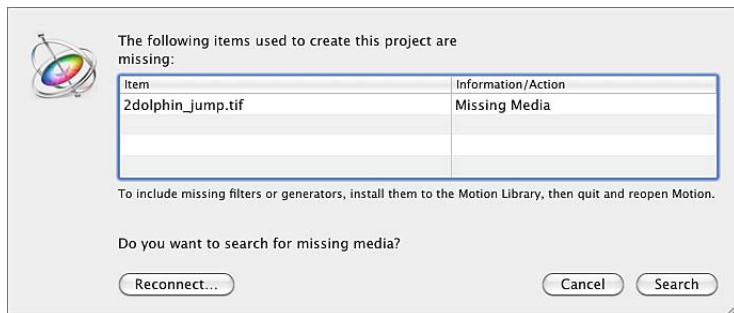 The following items used to create this project are
missing:
Item Information/Action
2dolphin_jump.tif Missing Media
To include missing filters or generators, install them to the Motion Library, then quit and reopen Motion.
Do you want to search for missing media?
Reconnect... Cancel Search